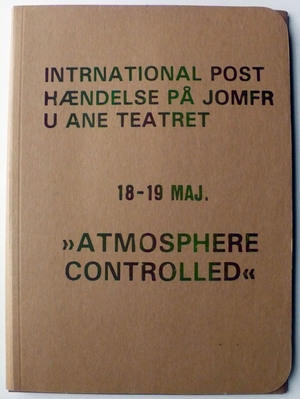 INTRNATIONAL POST
HÆNDELSE PÅ JOMFR
U ANE TEATRET
18-19 MAJ.
»ATMOSPHERE
CONTROLLED«